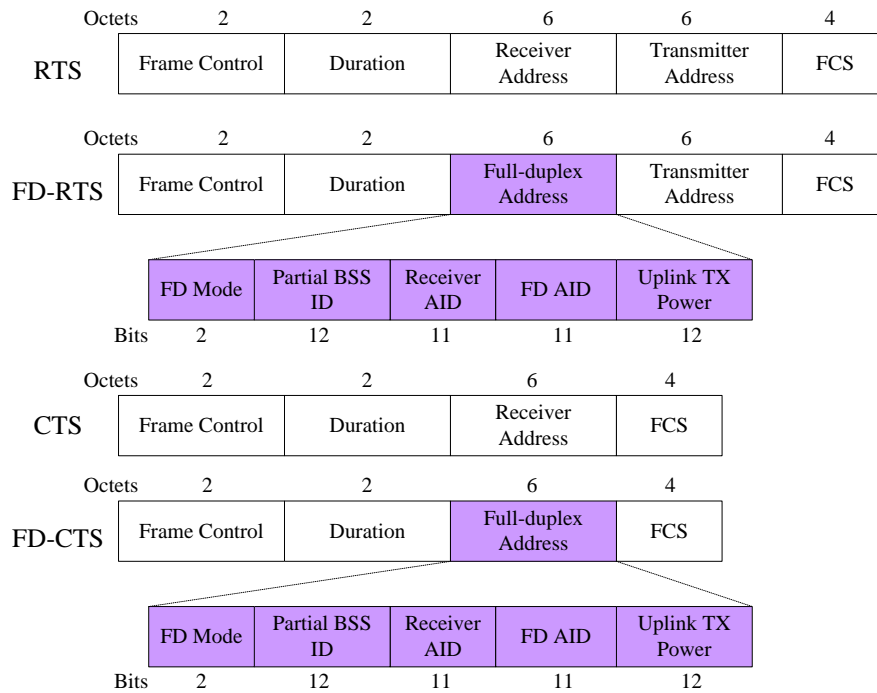 Octets 2 2 6 6 4
RTS Frame Control Duration Receiver Address Transmitter Address FCS
Octets 2 2 6 6 4
FD-RTS Frame Control Duration Full-duplex Address Transmitter Address FCS
FD Mode Partial BSS ID Receiver AID FD AID Uplink TX Power
Bits 2 12 11 11 12
Octets 2 2 6 4
CTS Frame Control Duration Receiver Address FCS
Octets 2 2 6 4
FD-CTS Frame Control Duration Full-duplex Address FCS
FD Mode Partial BSS ID Receiver AID FD AID Uplink TX Power
Bits 2 12 11 11 12